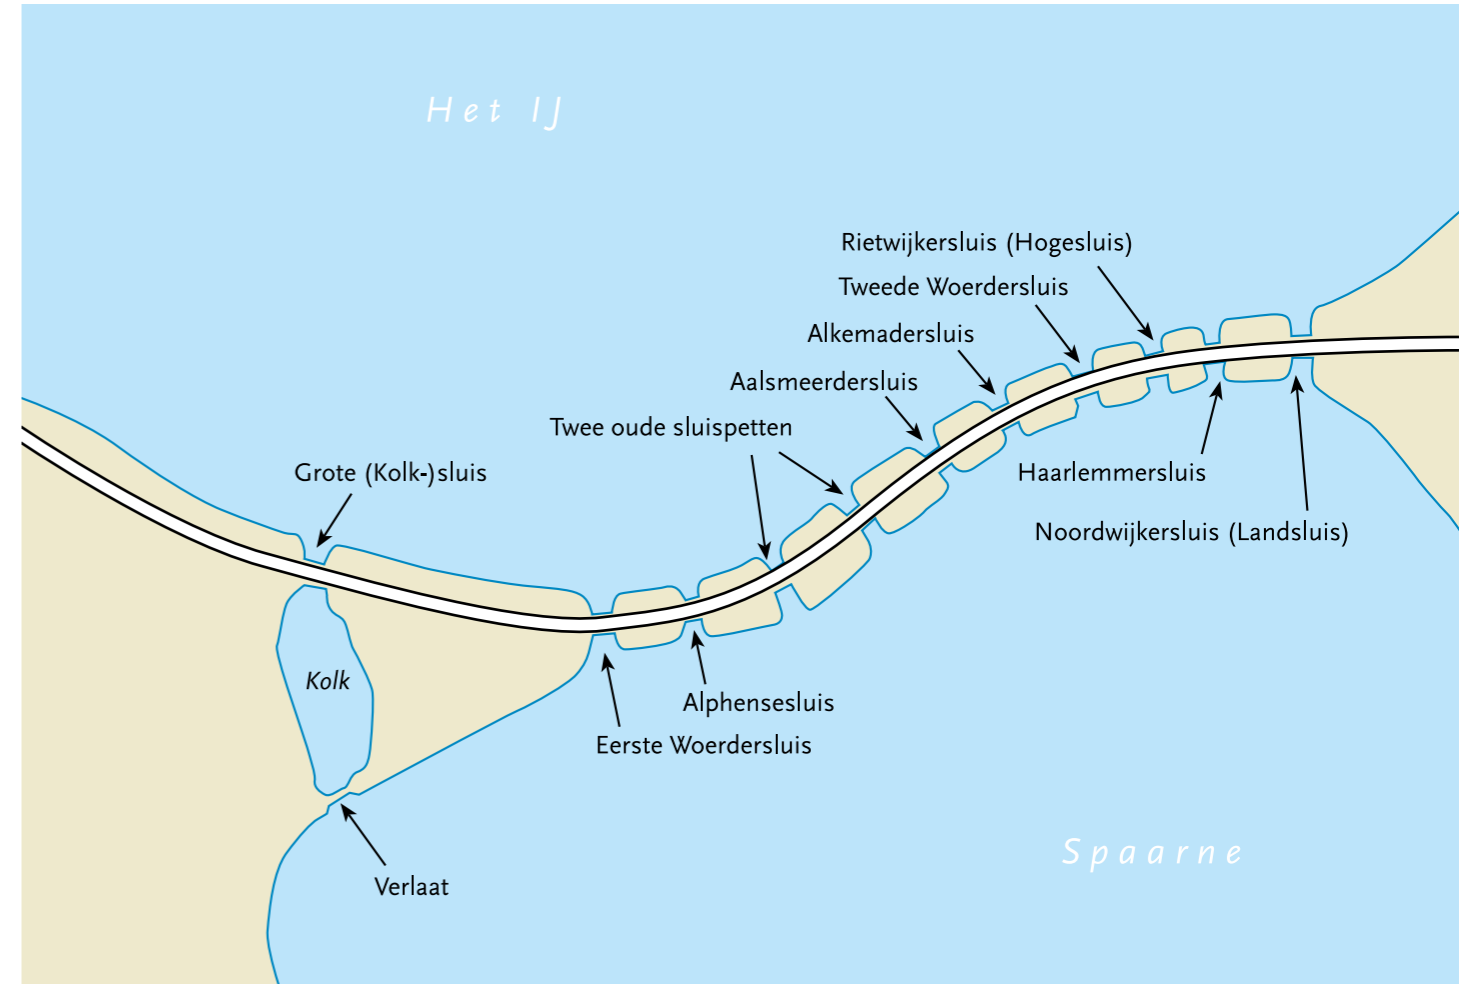 Het IJ
Rietwijkersluis (Hogesluis)
Tweede Woerdersluis
Alkemadersluis
Aalsmeerdersluis
Twee oude sluispetten
Grote (Kolk-)sluis
Haarlemmersluis
Noordwijkersluis (Landsluis)
Kolk
Alphensesluis
Eerste Woerdersluis
Spaarne
Verlaat